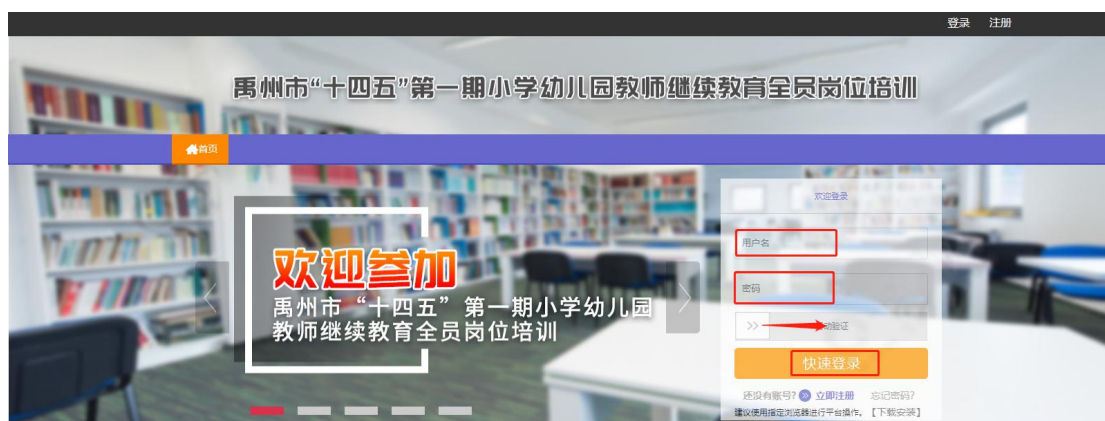 登录 注册
禹州市“十四五”第一期小学幼儿园教师继续教育全员岗位培训
首页
欢迎登录
用户名
密码
动验证
快速登录
还没有账号? 立即注册 忘记密码?
建议使用指定浏览器进行平台操作。【下载安装】
欢迎参加
禹州市“十四五”第一期小学幼儿园
教师继续教育全员岗位培训